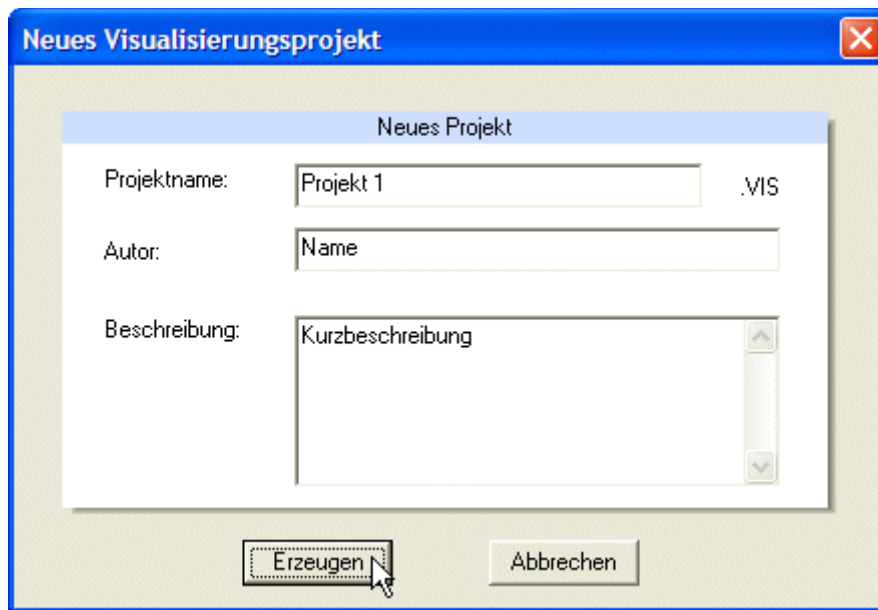 Neues Visualisierungsprojekt
Neues Projekt
Projektname: Projekt 1 .VIS
Autor: Name
Beschreibung: Kurzbeschreibung
Erzeugen Abbrechen